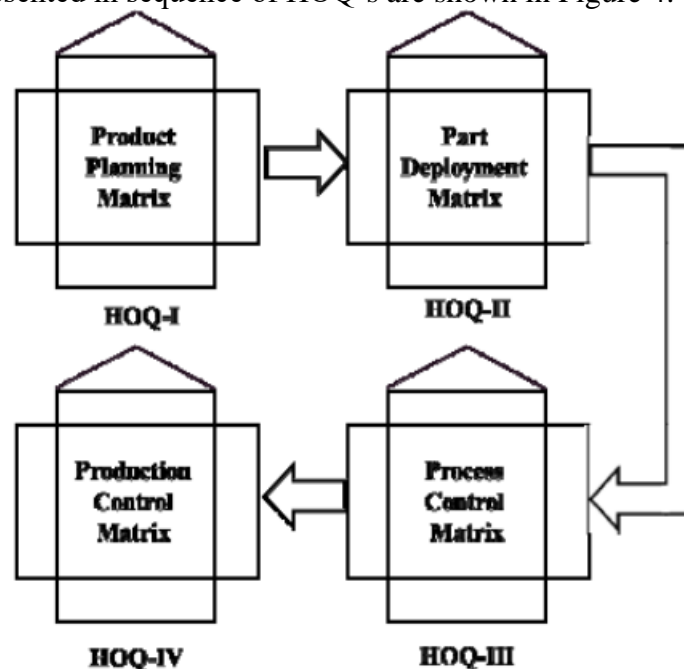 esented in sequence of HOQ's are shown in Figure 4.
Product
Planning
Matrix
HOQ-I
Part
Deployment
Matrix
HOQ-II
Production
Control
Matrix
HOQ-IV
Process
Control
Matrix
HOQ-III